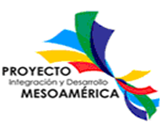 PROYECTO
Integración y Desarrollo
MESOAMÉRICA